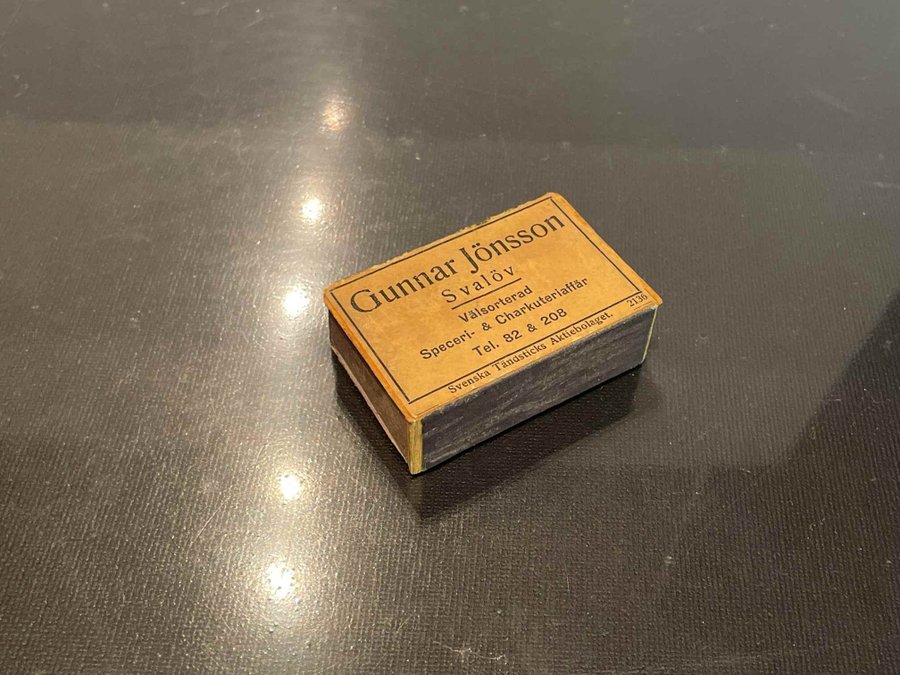 Gunnar Jönsson
Svalöv
Välsorterad
Speceri- & Charkuteriaffär
Tel. 82 & 208
Svenska Tändsticks Aktiebolaget. 2136